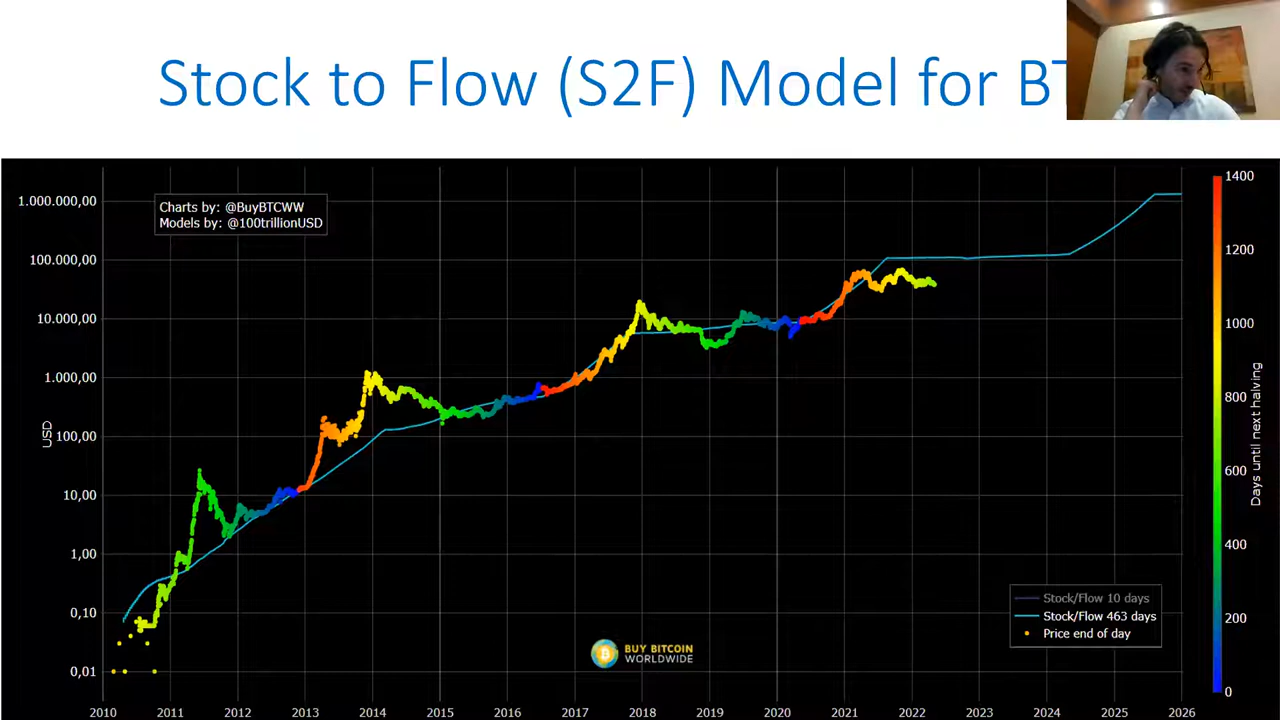 Stock to Flow (S2F) Model for BT
Charts by: @BuyBTCWW
Models by: @100trillionUSD
1.000.000,00
100.000,00
10.000,00
1.000,00
100,00
10,00
1,00
0,10
0,01
USD
2010 2011 2012 2013 2014 2015 2016 2017 2018 2019 2020 2021 2022 2023 2024 2025 2026
Stock/Flow 10 days
Stock/Flow 463 days
Price end of day
BUY BITCOIN
WORLDWIDE
1400
1200
1000
800
600
400
200
0
Days until next having